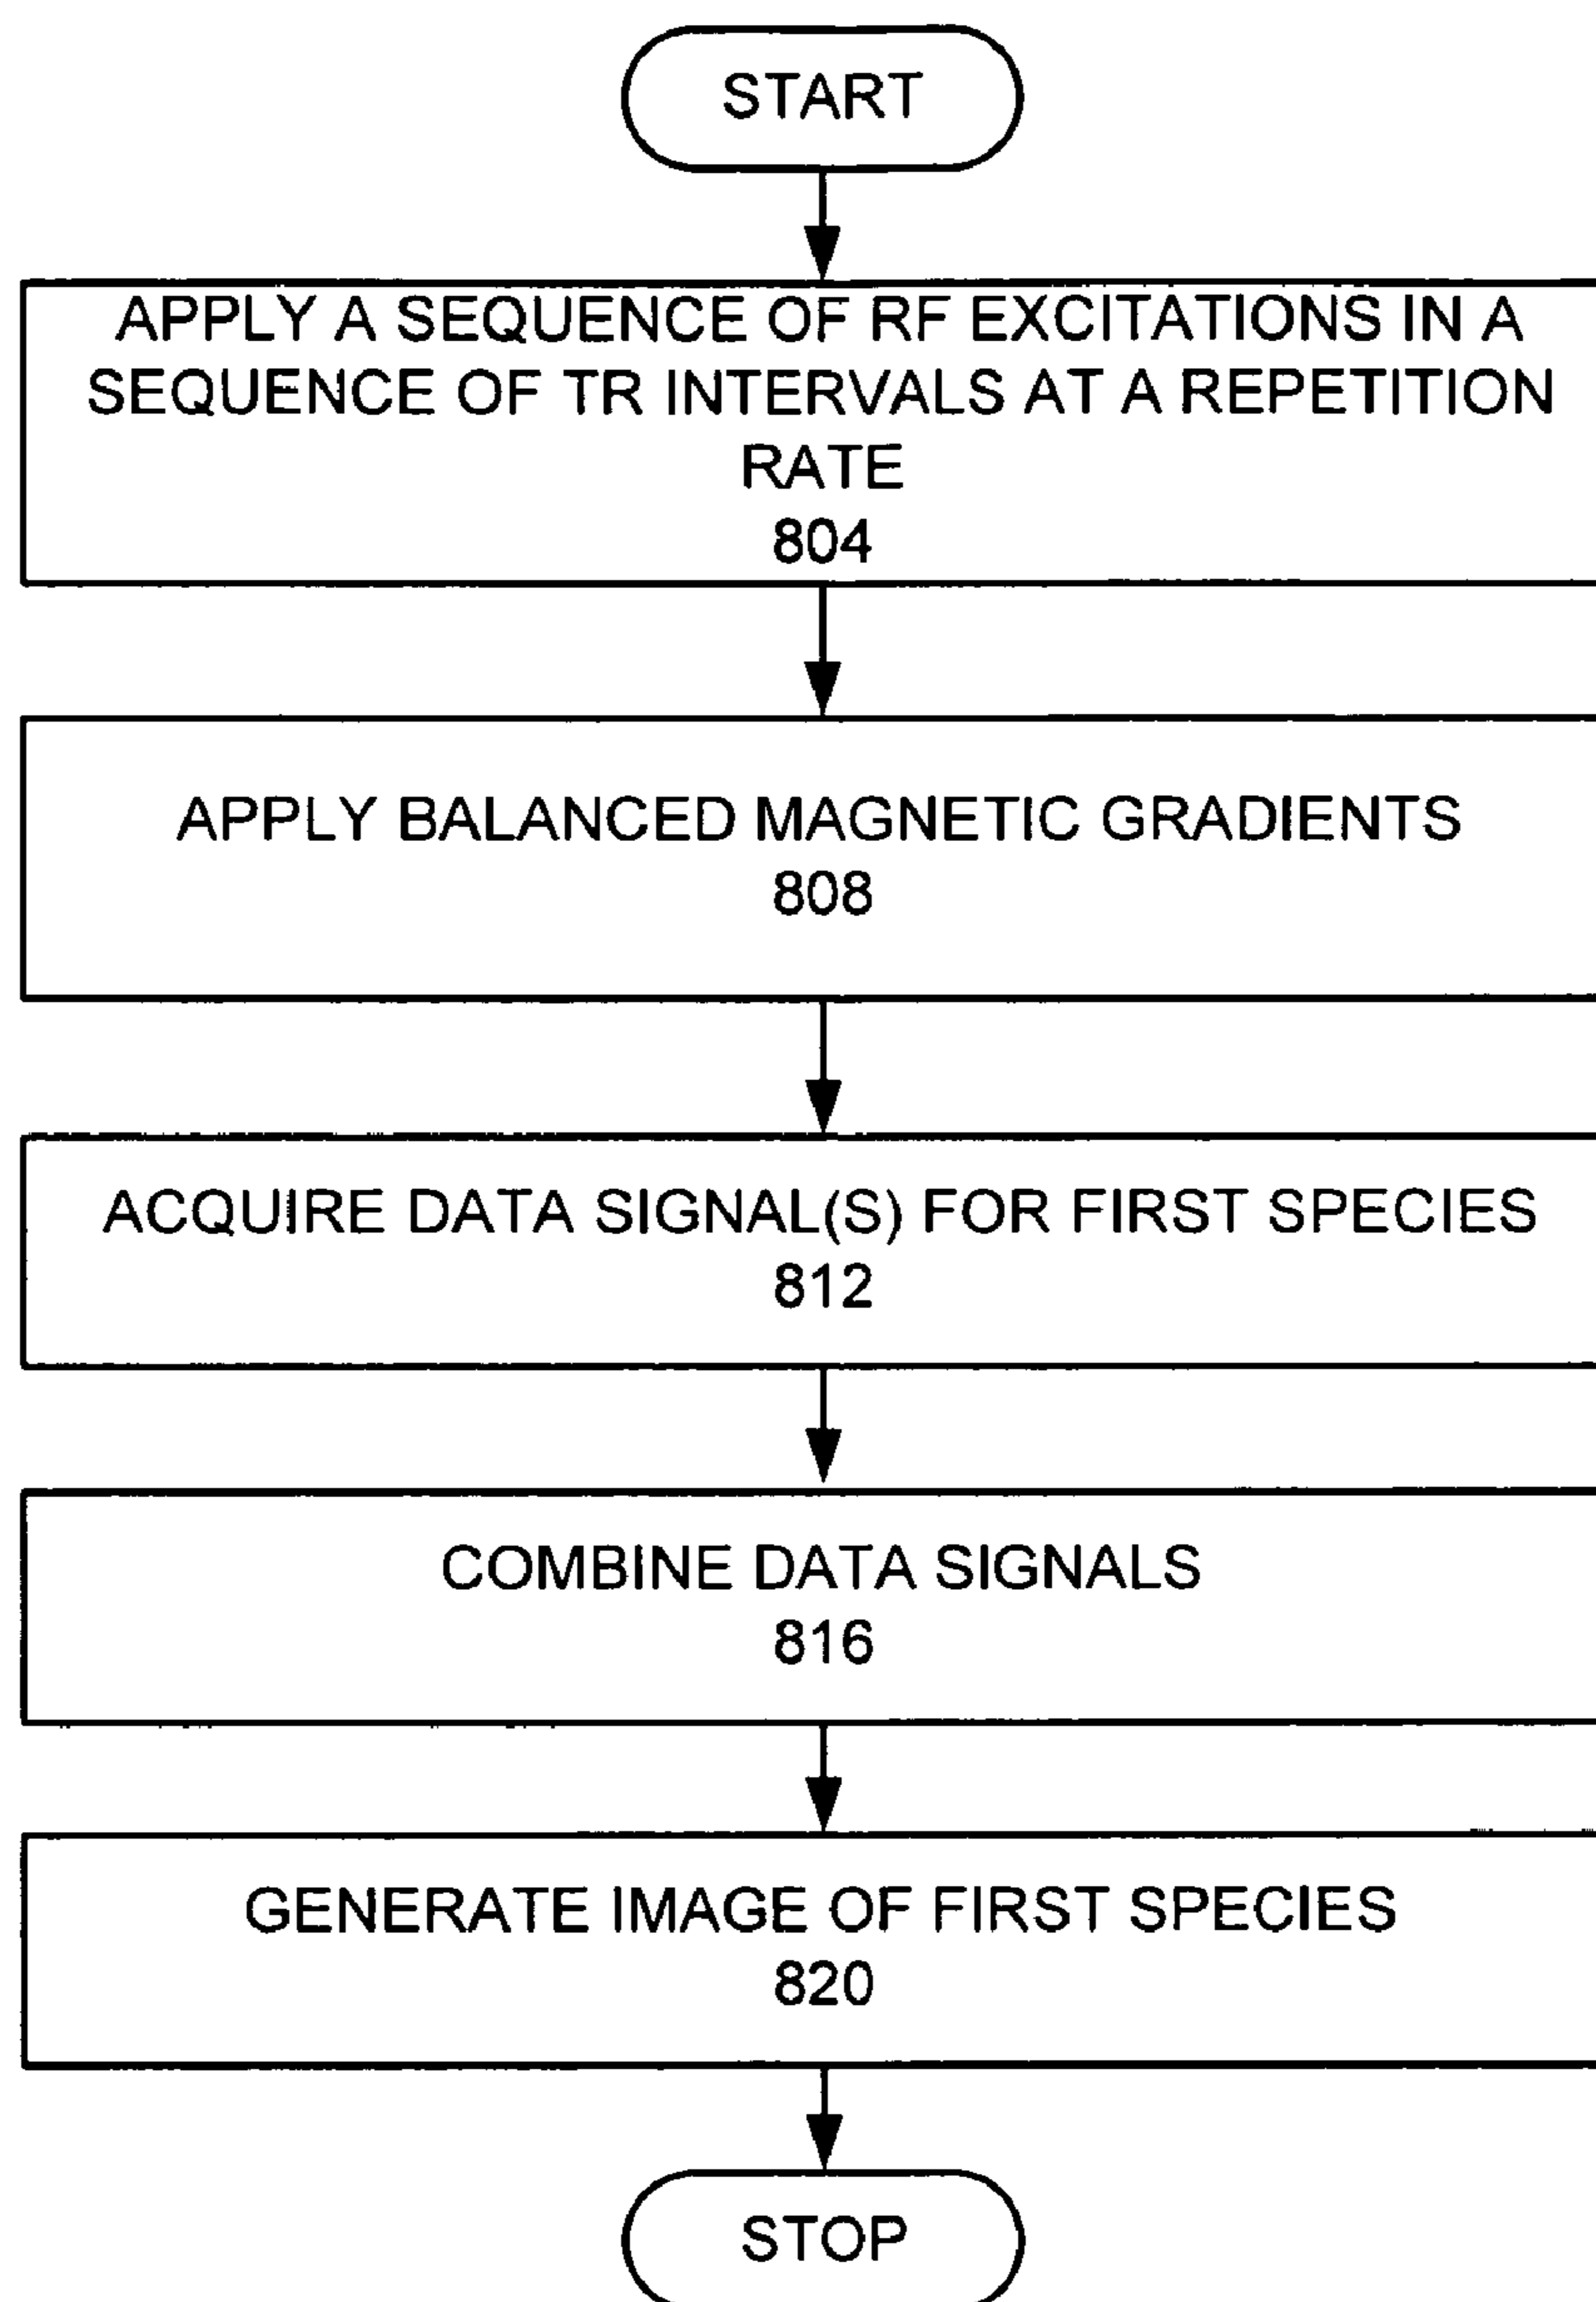 START
APPLY A SEQUENCE OF RF EXCITATIONS IN A
SEQUENCE OF TR INTERVALS AT A REPETITION
RATE
804
APPLY BALANCED MAGNETIC GRADIENTS
808
ACQUIRE DATA SIGNAL(S) FOR FIRST SPECIES
812
COMBINE DATA SIGNALS
816
GENERATE IMAGE OF FIRST SPECIES
820
STOP